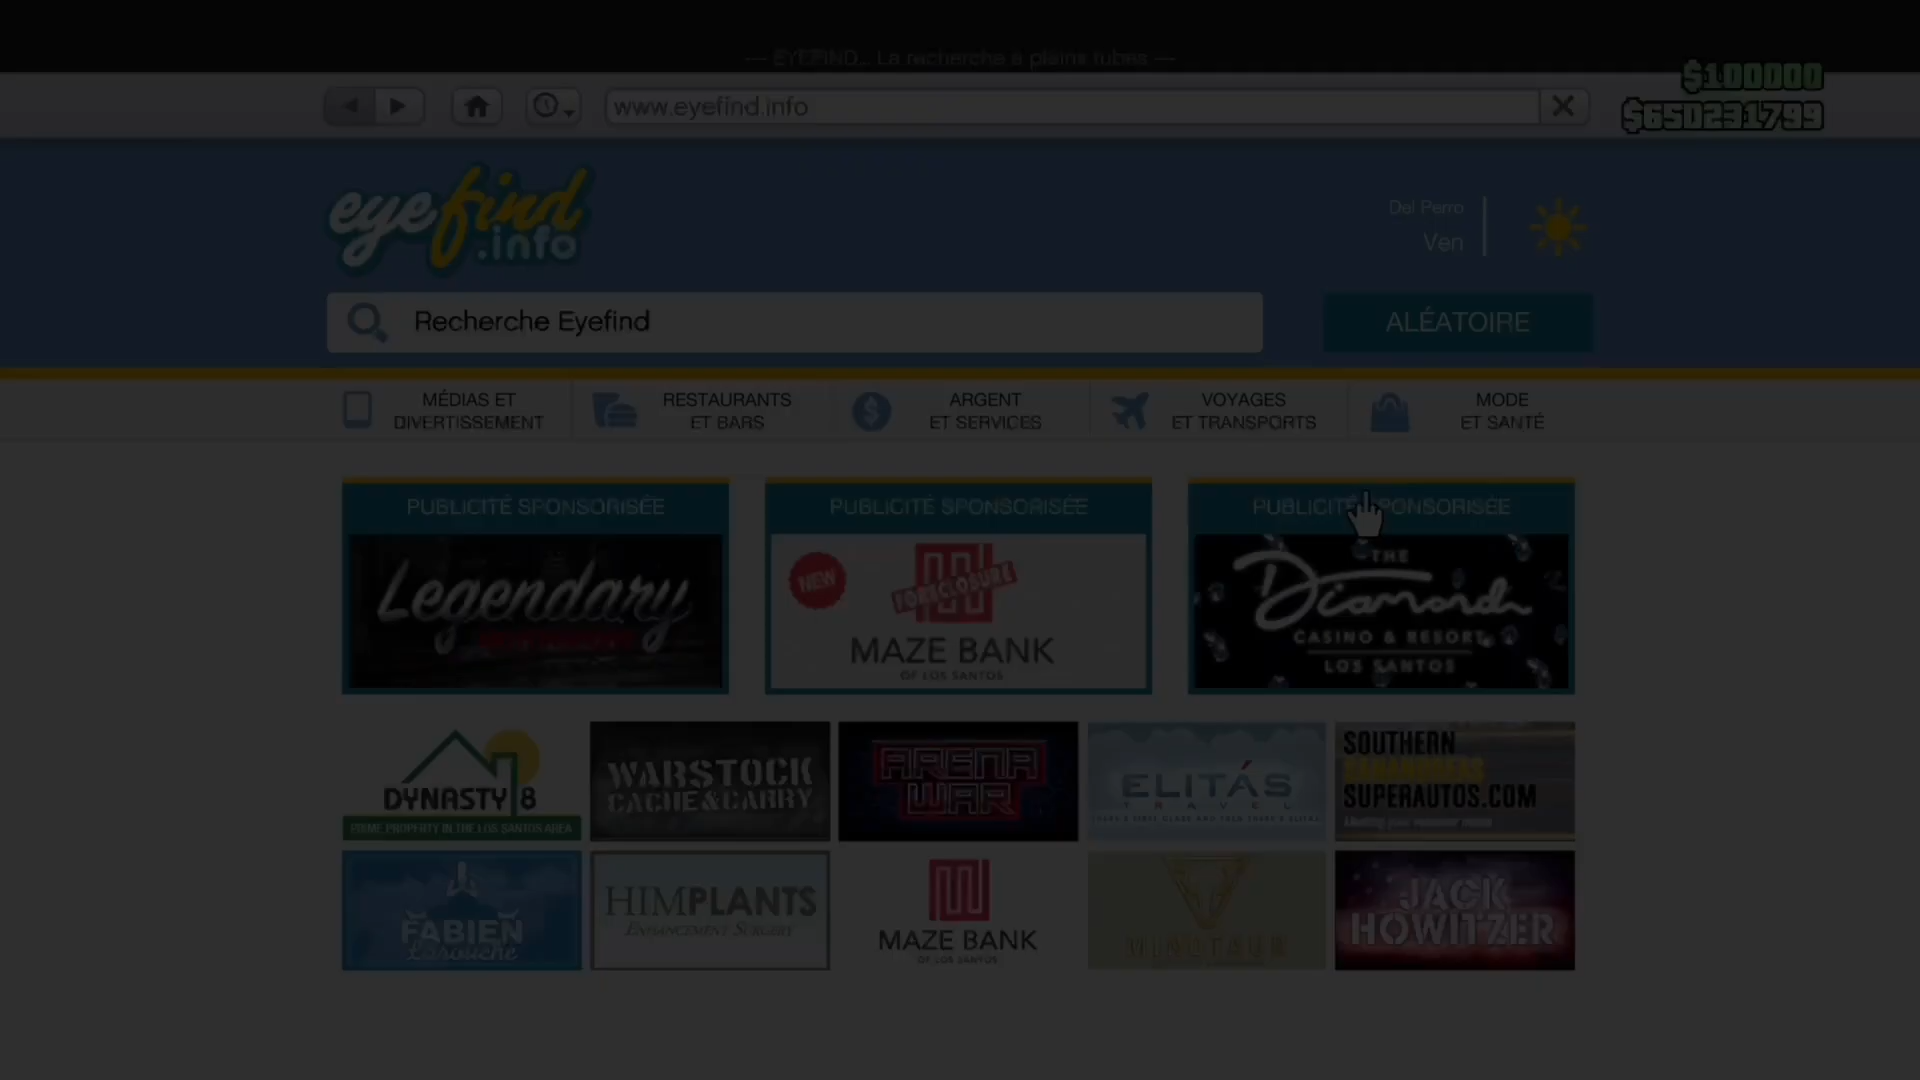 — EYEFIND... La recherche à pleins tubes —
$100000
www.eyefind.info
$650231799
eyefind
.info
Del Perro
Ven
Recherche Eyefind
ALÉATOIRE
MÉDIAS ET
DIVERTISSEMENT
RESTAURANTS
ET BARS
ARGENT
ET SERVICES
VOYAGES
ET TRANSPORTS
MODE
ET SANTÉ
PUBLICITÉ SPONSORISÉE
PUBLICITÉ SPONSORISÉE
PUBLICITÉ SPONSORISÉE
Legendary
NEW
FORECLOSURE
MAZE BANK
OF LOS SANTOS
THE
Diamond
CASINO & RESORT
LOS SANTOS
DYNASTY 8
PRIME PROPERTY IN THE LOS SANTOS AREA
WARSTOCK
CACHE & CARRY
ARENA
WAR
ELITÁS
TRAVEL
SOUTHERN
SAN ANDREAS
SUPERAUTOS.COM
FABIEN
Larouche
HIMPLANTS
ENHANCEMENT SURGERY
MAZE BANK
OF LOS SANTOS
MINOTAUR
JACK
HOWITZER